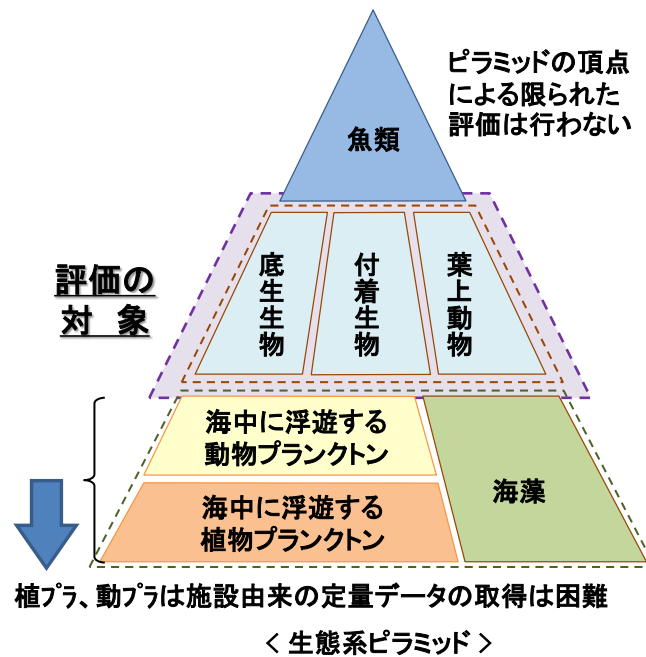 ピラミッドの頂点
による限られた
評価は行わない
魚類
評価の
対　象
底生生物
付着生物
葉上動物
海中に浮遊する
動物プランクトン
海中に浮遊する
植物プランクトン
海藻
植ﾌﾟﾗ、動ﾌﾟﾗは施設由来の定量データの取得は困難
＜ 生態系ピラミッド ＞